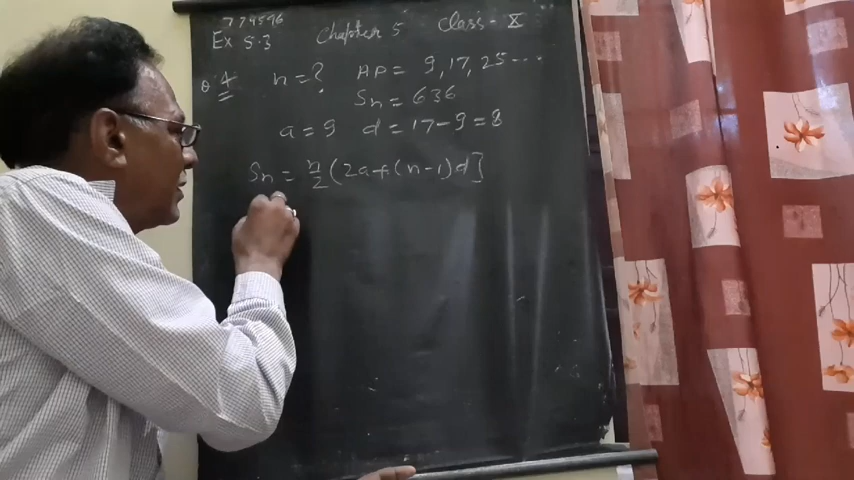 774596
Ex 5.3 Chapter 5 Class - X
Q 4 n = ? AP = 9, 17, 25 ...
Sn = 636
a = 9 d = 17 - 9 = 8
Sn = n/2 (2a + (n - 1) d]